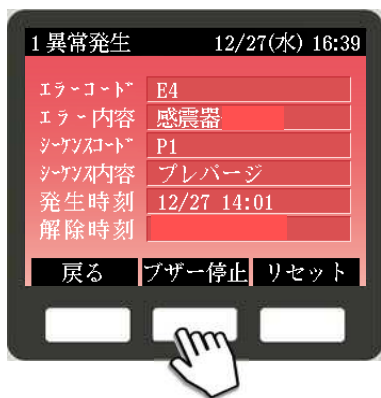 1 異常発生 12/27(水) 16:39
エラーコード E4
エラー内容 感震器
シーケンスコード P1
シーケンス内容 プレパージ
発生時刻 12/27 14:01
解除時刻
戻る ブザー停止 リセット